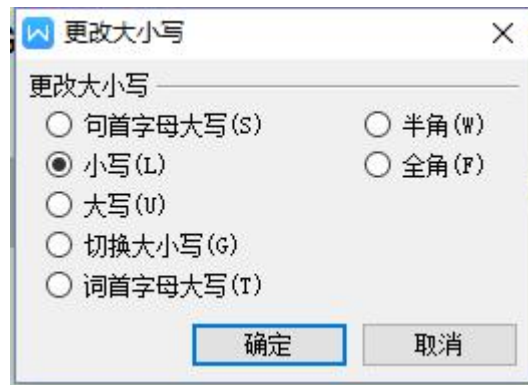 更改大小写
更改大小写
句首字母大写(S)
半角(W)
小写(L)
全角(F)
大写(U)
切换大小写(G)
词首字母大写(T)
确定
取消